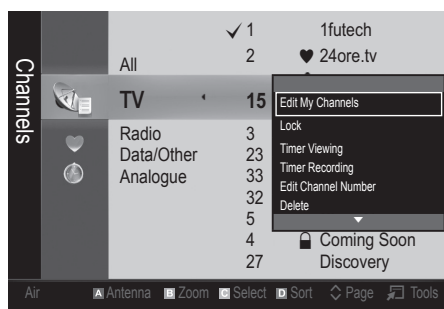 Channels
✓ 1 1futech
2 ♥ 24ore.tv
All
TV 15
Radio 3
Data/Other 23
Analogue 33
32
5
4 Coming Soon
27 Discovery
Edit My Channels
Lock
Timer Viewing
Timer Recording
Edit Channel Number
Delete
Air A Antenna B Zoom C Select D Sort Page Tools